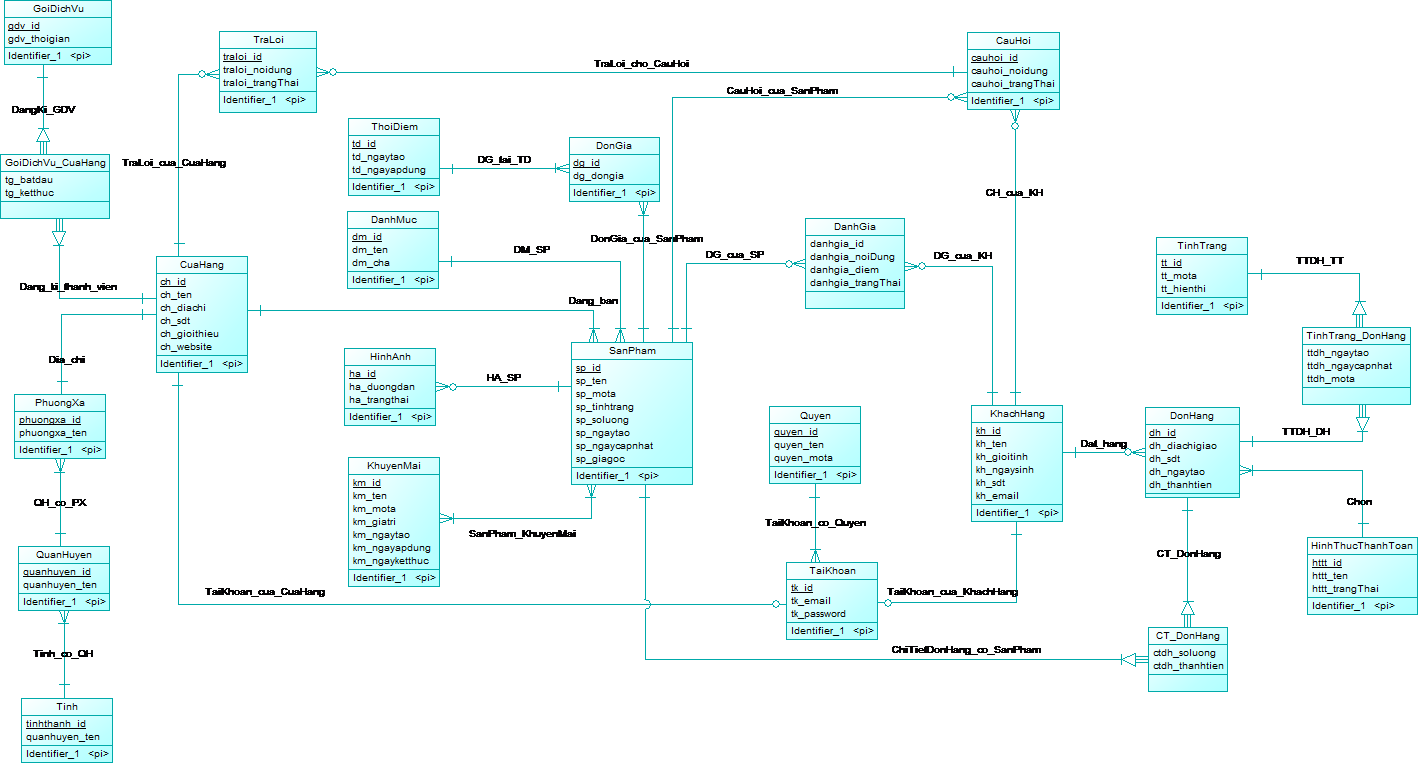 GoiDichVu
gdv_id
gdv_thoigian
Identifier_1 <pi>
DangKi_GDV
GoiDichVu_CuaHang
tg_batdau
tg_ketthuc
Dang_ki_thanh_vien
TraLoi
traloi_id
traloi_noidung
traloi_trangThai
Identifier_1 <pi>
TraLoi_cho_CauHoi
TraLoi_cua_CuaHang
CauHoi
cauhoi_id
cauhoi_noidung
cauhoi_trangThai
Identifier_1 <pi>
CauHoi_cua_SanPham
CH_cua_KH
ThoiDiem
td_id
td_ngaytao
td_ngayapdung
Identifier_1 <pi>
DG_tai_TD
DonGia
dg_id
dg_dongia
Identifier_1 <pi>
DonGia_cua_SanPham
DanhMuc
dm_id
dm_ten
dm_cha
Identifier_1 <pi>
DM_SP
DG_cua_SP
DanhGia
danhgia_id
danhgia_noiDung
danhgia_diem
danhgia_trangThai
DG_cua_KH
TinhTrang
tt_id
tt_mota
tt_hienthi
Identifier_1 <pi>
TTDH_TT
TinhTrang_DonHang
ttdh_ngaytao
ttdh_ngaycapnhat
ttdh_mota
TTDH_DH
CuaHang
ch_id
ch_ten
ch_diachi
ch_sdt
ch_gioithieu
ch_website
Identifier_1 <pi>
Dang_ban
Dia_chi
HinhAnh
ha_id
ha_duongdan
ha_trangthai
Identifier_1 <pi>
HA_SP
SanPham
sp_id
sp_ten
sp_mota
sp_tinhtrang
sp_soluong
sp_ngaytao
sp_ngaycapnhat
sp_giagoc
Identifier_1 <pi>
PhuongXa
phuongxa_id
phuongxa_ten
Identifier_1 <pi>
QH_co_PX
KhuyenMai
km_id
km_ten
km_mota
km_giatri
km_ngaytao
km_ngayapdung
km_ngayketthuc
Identifier_1 <pi>
SanPham_KhuyenMai
Quyen
quyen_id
quyen_ten
quyen_mota
Identifier_1 <pi>
TaiKhoan_co_Quyen
KhachHang
kh_id
kh_ten
kh_gioitinh
kh_ngaysinh
kh_sdt
kh_email
Identifier_1 <pi>
Dat_hang
DonHang
dh_id
dh_diachigiao
dh_sdt
dh_ngaytao
dh_thanhtien
Chon
HinhThucThanhToan
httt_id
httt_ten
httt_trangThai
Identifier_1 <pi>
CT_DonHang
QuanHuyen
quanhuyen_id
quanhuyen_ten
Identifier_1 <pi>
Tinh_co_QH
TaiKhoan_cua_CuaHang
TaiKhoan
tk_id
tk_email
tk_password
Identifier_1 <pi>
TaiKhoan_cua_KhachHang
ChiTietDonHang_co_SanPham
CT_DonHang
ctdh_soluong
ctdh_thanhtien
Tinh
tinhthanh_id
quanhuyen_ten
Identifier_1 <pi>